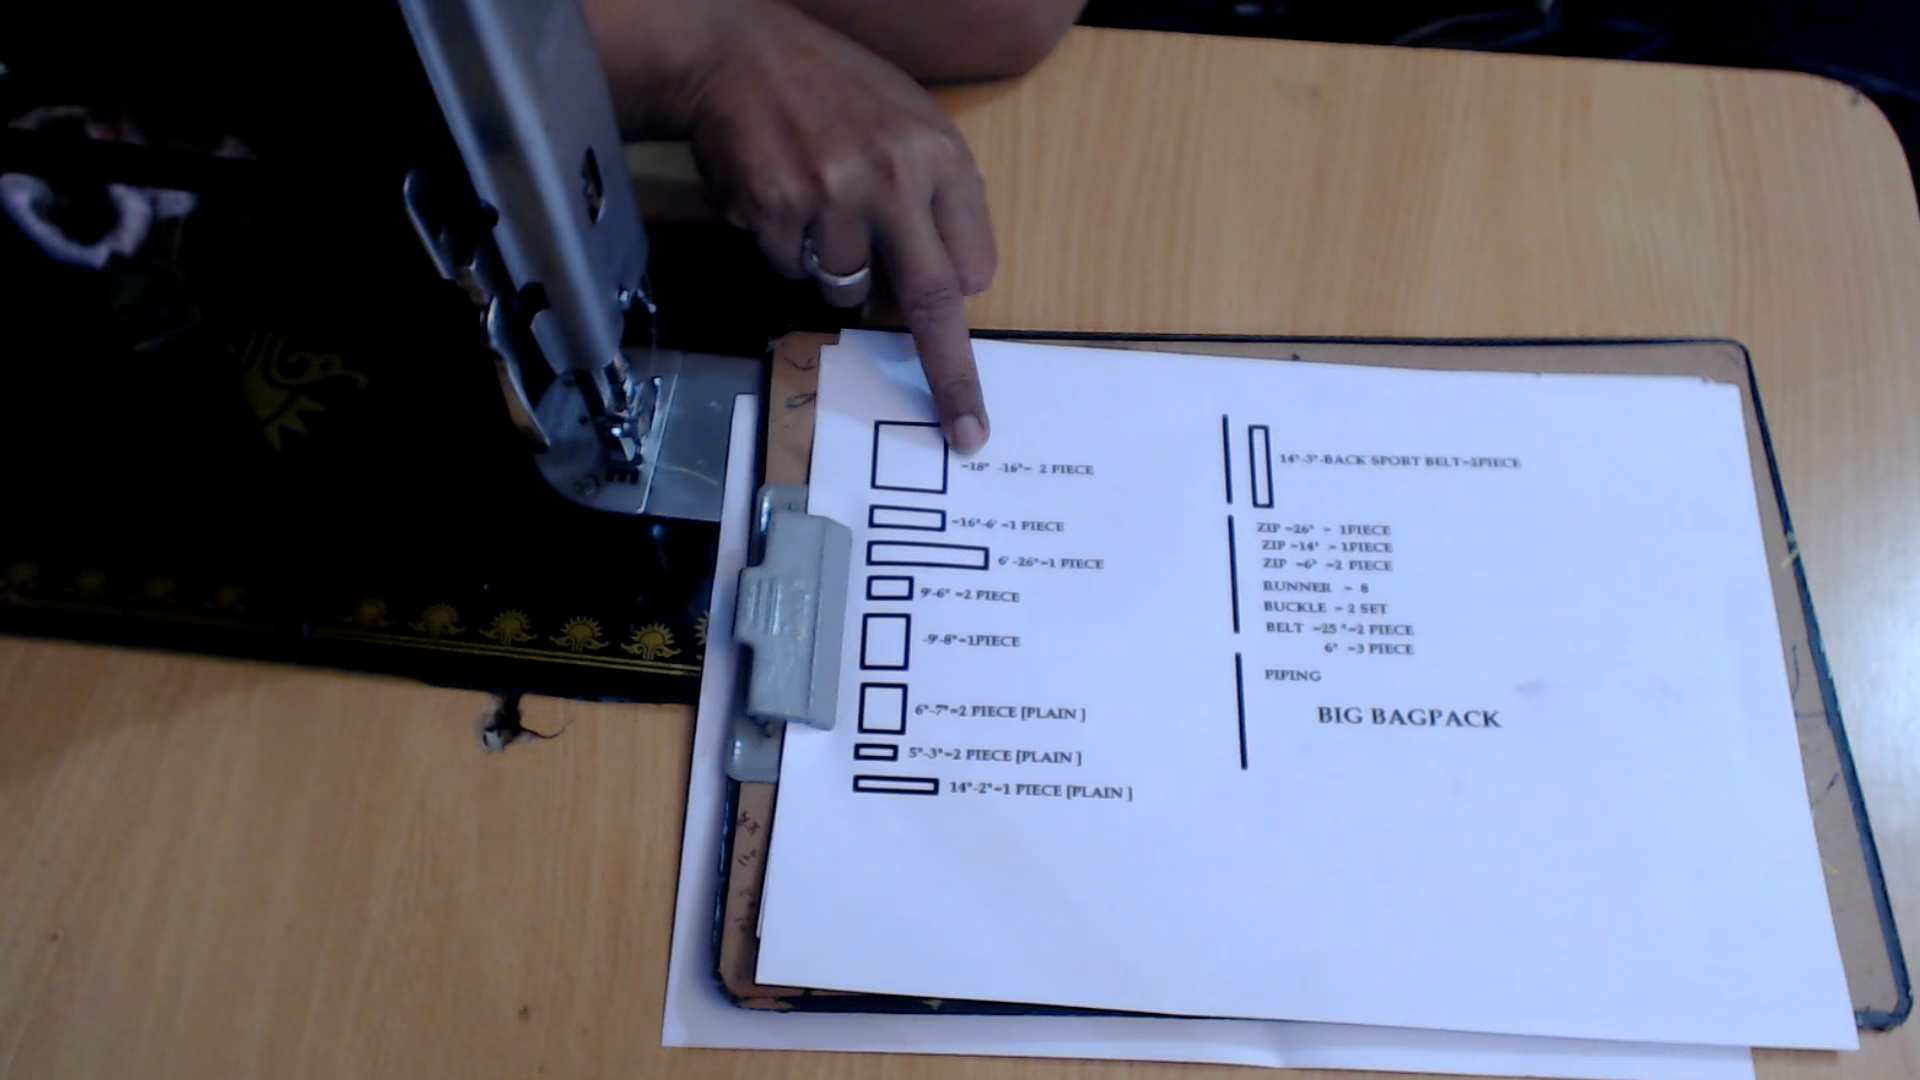 =18" -16"= 2 PIECE
=16"-6' =1 PIECE
6' -26"=1 PIECE
9'-6" =2 PIECE
-9'-8"=1PIECE
6"-7"=2 PIECE [PLAIN ]
5"-3"=2 PIECE [PLAIN ]
14"-2"=1 PIECE [PLAIN ]
14"-3"-BACK SPORT BELT=2PIECE
ZIP =26" = 1PIECE
ZIP =14" = 1PIECE
ZIP =6" =2 PIECE
RUNNER = 8
BUCKLE = 2 SET
BELT =25 "=2 PIECE
6" =3 PIECE
PIPING
BIG BAGPACK